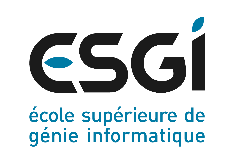 ESGI
école supérieure de
génie informatique